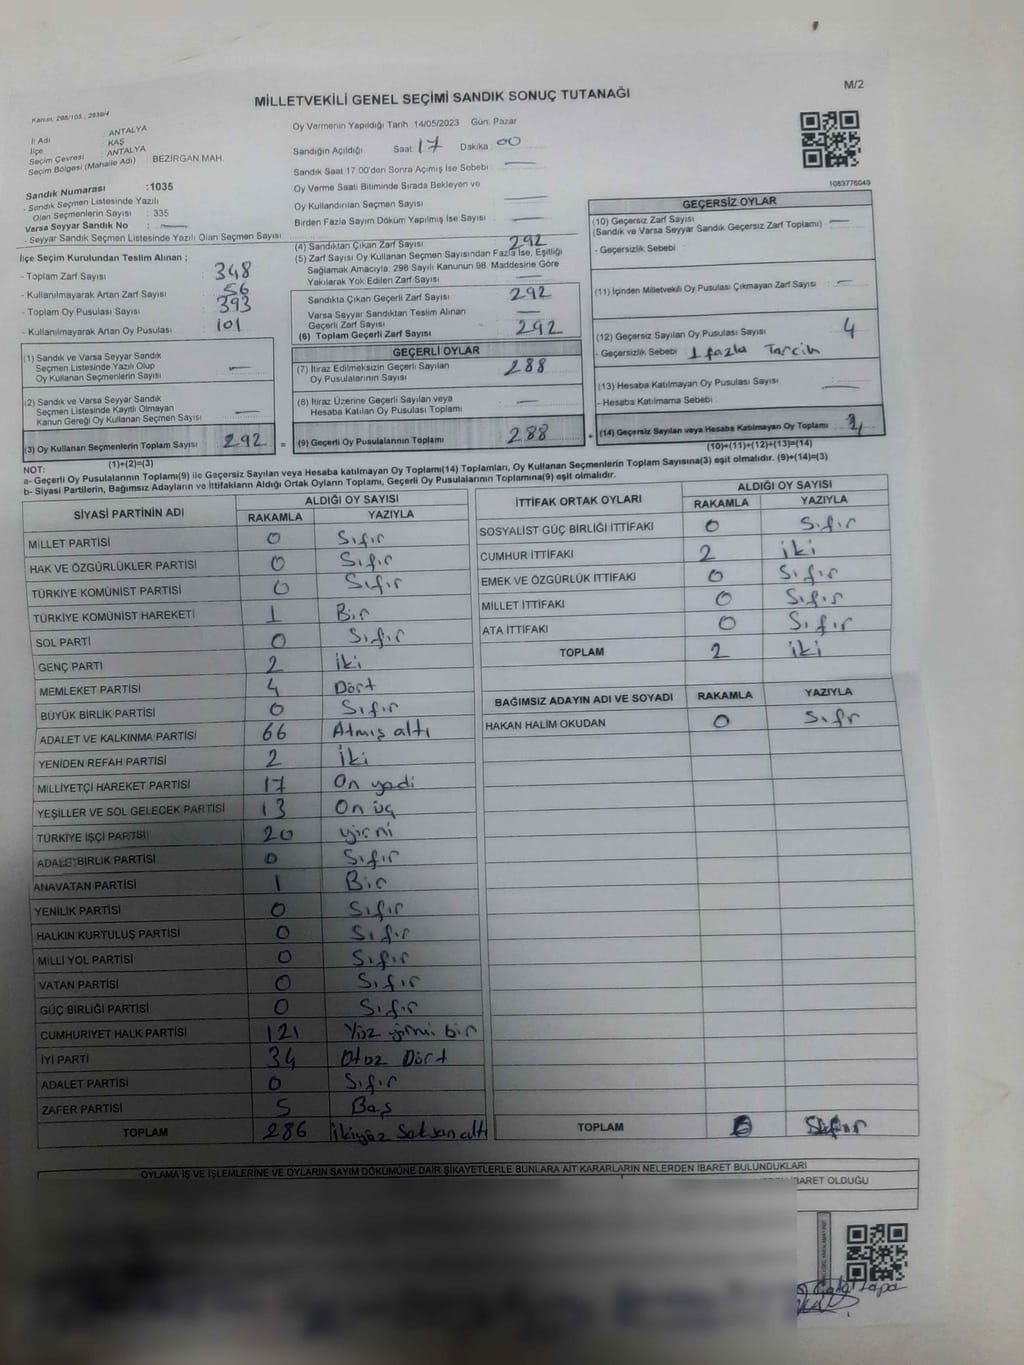 M/2
MİLLETVEKİLİ GENEL SEÇİMİ SANDIK SONUÇ TUTANAĞI
Kanun, 298/105 , 2839/4
İl Adı : ANTALYA
İlçe : KAŞ
Seçim Çevresi : ANTALYA
Seçim Bölgesi (Mahalle Adı) BEZİRGAN MAH.
Sandık Numarası :1035
- Sandık Seçmen Listesinde Yazılı
Olan Seçmenlerin Sayısı : 335
Varsa Seyyar Sandık No :
- Seyyar Sandık Seçmen Listesinde Yazılı Olan Seçmen Sayısı:
Oy Vermenin Yapıldığı Tarih :14/05/2023 Gün: Pazar
Sandığın Açıldığı Saat: 17 Dakika: 00
Sandık Saat 17:00'den Sonra Açılmış İse Sebebi :
Oy Verme Saati Bitiminde Sırada Bekleyen ve
Oy Kullandırılan Seçmen Sayısı :
Birden Fazla Sayım Döküm Yapılmış İse Sayısı :
1083776049
İlçe Seçim Kurulundan Teslim Alınan ;
- Toplam Zarf Sayısı : 348
- Kullanılmayarak Artan Zarf Sayısı : 56
- Toplam Oy Pusulası Sayısı : 393
- Kullanılmayarak Artan Oy Pusulası : 101
(1) Sandık ve Varsa Seyyar Sandık
Seçmen Listesinde Yazılı Olup
Oy Kullanan Seçmenlerin Sayısı
(2) Sandık ve Varsa Seyyar Sandık
Seçmen Listesinde Kayıtlı Olmayan
Kanun Gereği Oy Kullanan Seçmen Sayısı
(3) Oy Kullanan Seçmenlerin Toplam Sayısı : 292 =
(1)+(2)=(3)
(4) Sandıktan Çıkan Zarf Sayısı : 292
(5) Zarf Sayısı Oy Kullanan Seçmen Sayısından Fazla İse, Eşitliği
Sağlamak Amacıyla, 298 Sayılı Kanunun 98. Maddesine Göre
Yakılarak Yok Edilen Zarf Sayısı :
Sandıkta Çıkan Geçerli Zarf Sayısı : 292
Varsa Seyyar Sandıktan Teslim Alınan
Geçerli Zarf Sayısı
(6) Toplam Geçerli Zarf Sayısı : 292
GEÇERLİ OYLAR
(7) İtiraz Edilmeksizin Geçerli Sayılan
Oy Pusulalarının Sayısı : 288
(8) İtiraz Üzerine Geçerli Sayılan veya
Hesaba Katılan Oy Pusulası Toplamı :
(9) Geçerli Oy Pusulalarının Toplamı : 288 +
GEÇERSİZ OYLAR
(10) Geçersiz Zarf Sayısı :
(Sandık ve Varsa Seyyar Sandık Geçersiz Zarf Toplamı)
- Geçersizlik Sebebi :
(11) İçinden Milletvekili Oy Pusulası Çıkmayan Zarf Sayısı :
(12) Geçersiz Sayılan Oy Pusulası Sayısı : 4
- Geçersizlik Sebebi : 1 fazla Tarcih
(13) Hesaba Katılmayan Oy Pusulası Sayısı :
- Hesaba Katılmama Sebebi :
(14) Geçersiz Sayılan veya Hesaba Katılmayan Oy Toplamı :
(10)+(11)+(12)+(13)=(14)
NOT:
a- Geçerli Oy Pusulalarının Toplamı(9) ile Geçersiz Sayılan veya Hesaba katılmayan Oy Toplamı(14) Toplamları, Oy Kullanan Seçmenlerin Toplam Sayısına(3) eşit olmalıdır. (9)+(14)=(3)
b- Siyasi Partilerin, Bağımsız Adayların ve İttifakların Aldığı Ortak Oyların Toplamı, Geçerli Oy Pusulalarının Toplamına(9) eşit olmalıdır.
SİYASİ PARTİNİN ADI ALDIĞI OY SAYISI
RAKAMLA YAZIYLA
MİLLET PARTİSİ 0 Sıfır
HAK VE ÖZGÜRLÜKLER PARTİSİ 0 Sıfır
TÜRKİYE KOMÜNİST PARTİSİ 0 Sıfır
TÜRKİYE KOMÜNİST HAREKETİ 1 Bir
SOL PARTİ 0 Sıfır
GENÇ PARTİ 2 iki
MEMLEKET PARTİSİ 4 Dört
BÜYÜK BİRLİK PARTİSİ 0 Sıfır
ADALET VE KALKINMA PARTİSİ 66 Atmış altı
YENİDEN REFAH PARTİSİ 2 İki
MİLLİYETÇİ HAREKET PARTİSİ 17 On yadi
YEŞİLLER VE SOL GELECEK PARTİSİ 13 On üç
TÜRKİYE İŞÇİ PARTİSİ 20 yirmi
ADALET BİRLİK PARTİSİ 0 Sıfır
ANAVATAN PARTİSİ 1 Bir
YENİLİK PARTİSİ 0 Sıfır
HALKIN KURTULUŞ PARTİSİ 0 Sıfır
MİLLİ YOL PARTİSİ 0 Sıfır
VATAN PARTİSİ 0 Sıfır
GÜÇ BİRLİĞİ PARTİSİ 0 Sıfır
CUMHURİYET HALK PARTİSİ 121 Yüz yirmi bir
İYİ PARTİ 34 Otuz Dört
ADALET PARTİSİ 0 Sıfır
ZAFER PARTİSİ 5 Baş
TOPLAM 286 İkiyüz Saksan altı
İTTİFAK ORTAK OYLARI ALDIĞI OY SAYISI
RAKAMLA YAZIYLA
SOSYALİST GÜÇ BİRLİĞİ İTTİFAKI 0 Sıfır
CUMHUR İTTİFAKI 2 iki
EMEK VE ÖZGÜRLÜK İTTİFAKI 0 Sıfır
MİLLET İTTİFAKI 0 Sıfır
ATA İTTİFAKI 0 Sıfır
TOPLAM 2 iki
BAĞIMSIZ ADAYIN ADI VE SOYADI RAKAMLA YAZIYLA
HAKAN HALİM OKUDAN 0 Sıfr
TOPLAM
OYLAMA İŞ VE İŞLEMLERİNE VE OYLARIN SAYIM DÖKÜMÜNE DAİR ŞİKAYETLERLE BUNLARA AİT KARARLARIN NELERDEN İBARET BULUNDUKLARI
İBARET OLDUĞU